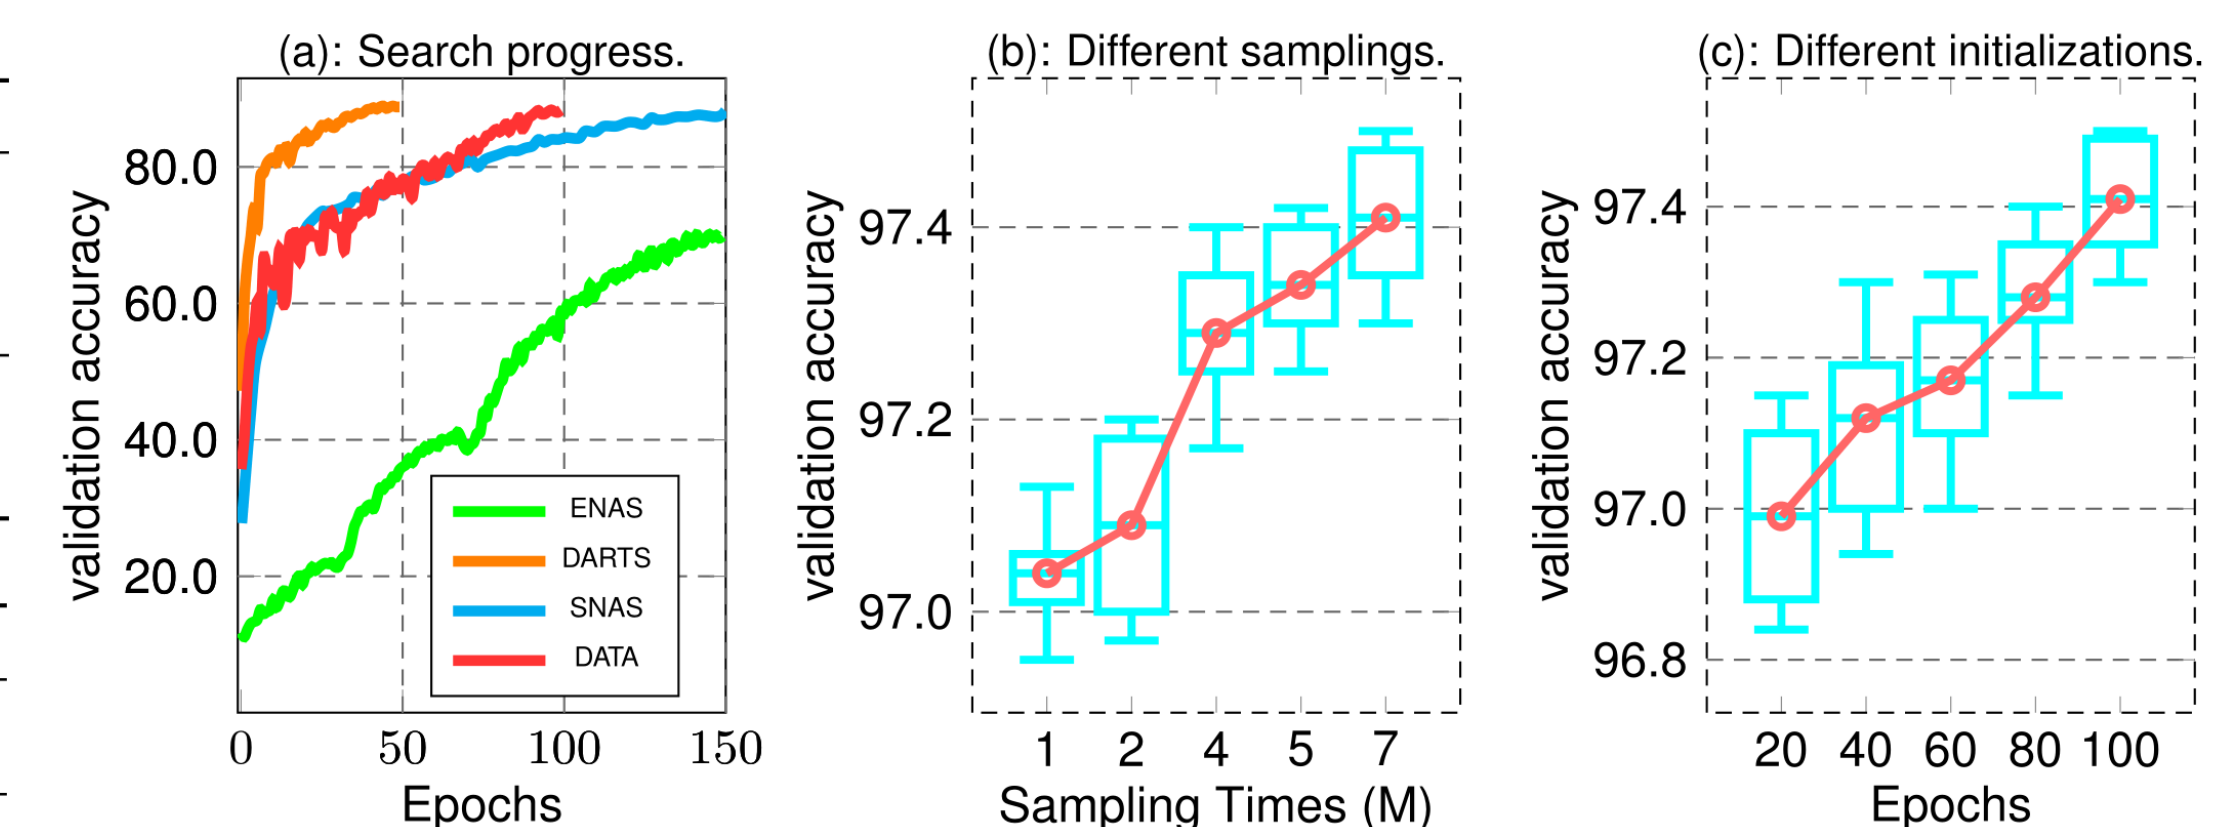 (a): Search progress.
validation accuracy
80.0
60.0
40.0
20.0
ENAS
DARTS
SNAS
DATA
0 50 100 150
Epochs
(b): Different samplings.
validation accuracy
97.4
97.2
97.0
1 2 4 5 7
Sampling Times (M)
(c): Different initializations.
validation accuracy
97.4
97.2
97.0
96.8
20 40 60 80 100
Epochs